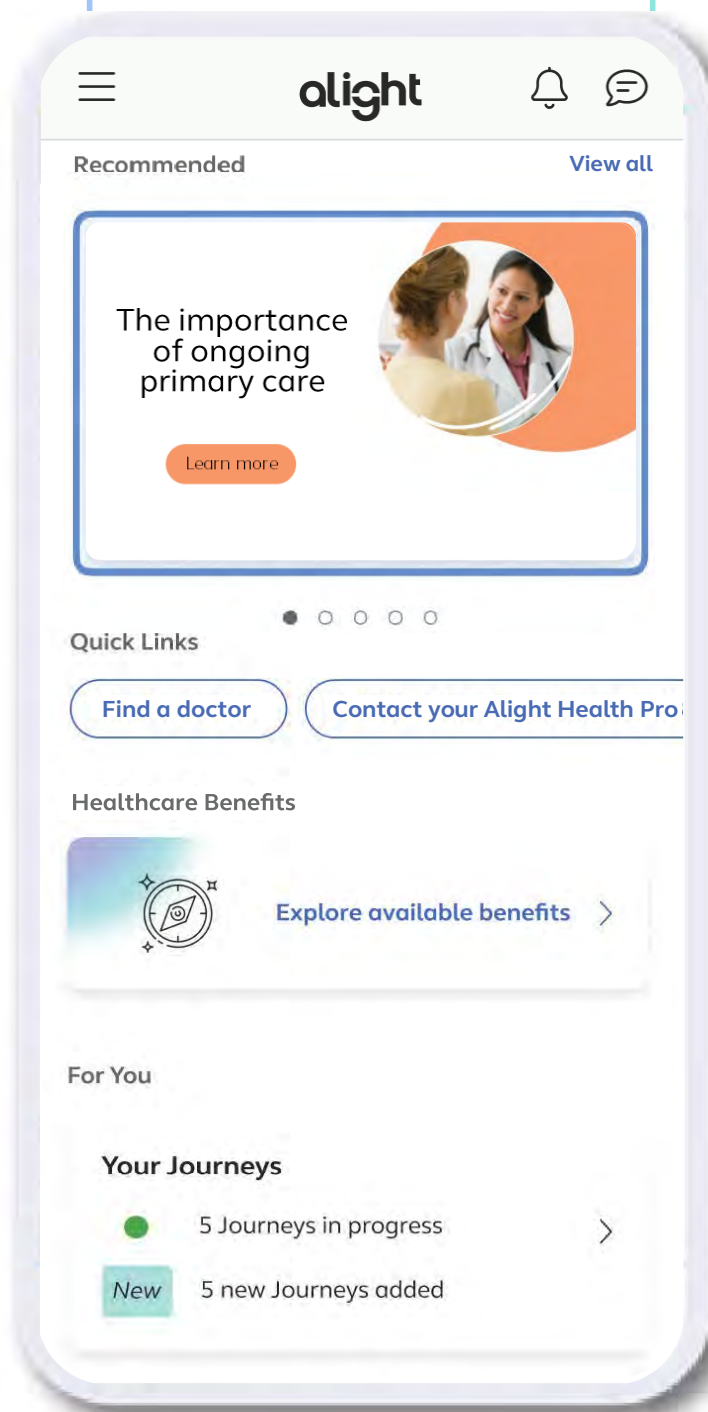 alight
Recommended
View all
The importance
of ongoing
primary care
Learn more
Quick Links
Find a doctor
Contact your Alight Health Pro
Healthcare Benefits
Explore available benefits
For You
Your Journeys
5 Journeys in progress
New
5 new Journeys added